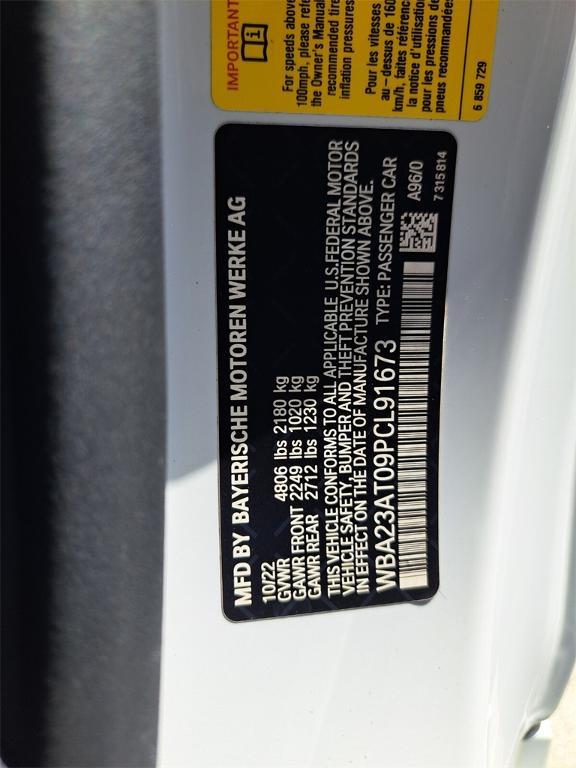 IMPORTANT
For speeds above
100mph, please refer
the Owner's Manual
recommended tire
inflation pressures
Pour les vitesses
au-dessus de 160
km/h, faites référence
la notice d'utilisation
pour les pressions de
pneus recommandées
6 859 729
MFD BY BAYERISCHE MOTOREN WERKE AG
10/22
GVWR 4806 lbs 2180 kg
GAWR FRONT 2249 lbs 1020 kg
GAWR REAR 2712 lbs 1230 kg
THIS VEHICLE CONFORMS TO ALL APPLICABLE U.S.FEDERAL MOTOR
VEHICLE SAFETY, BUMPER AND THEFT PREVENTION STANDARDS
IN EFFECT ON THE DATE OF MANUFACTURE SHOWN ABOVE.
WBA23AT09PCL91673 TYPE: PASSENGER CAR
A96/0
7 315 814